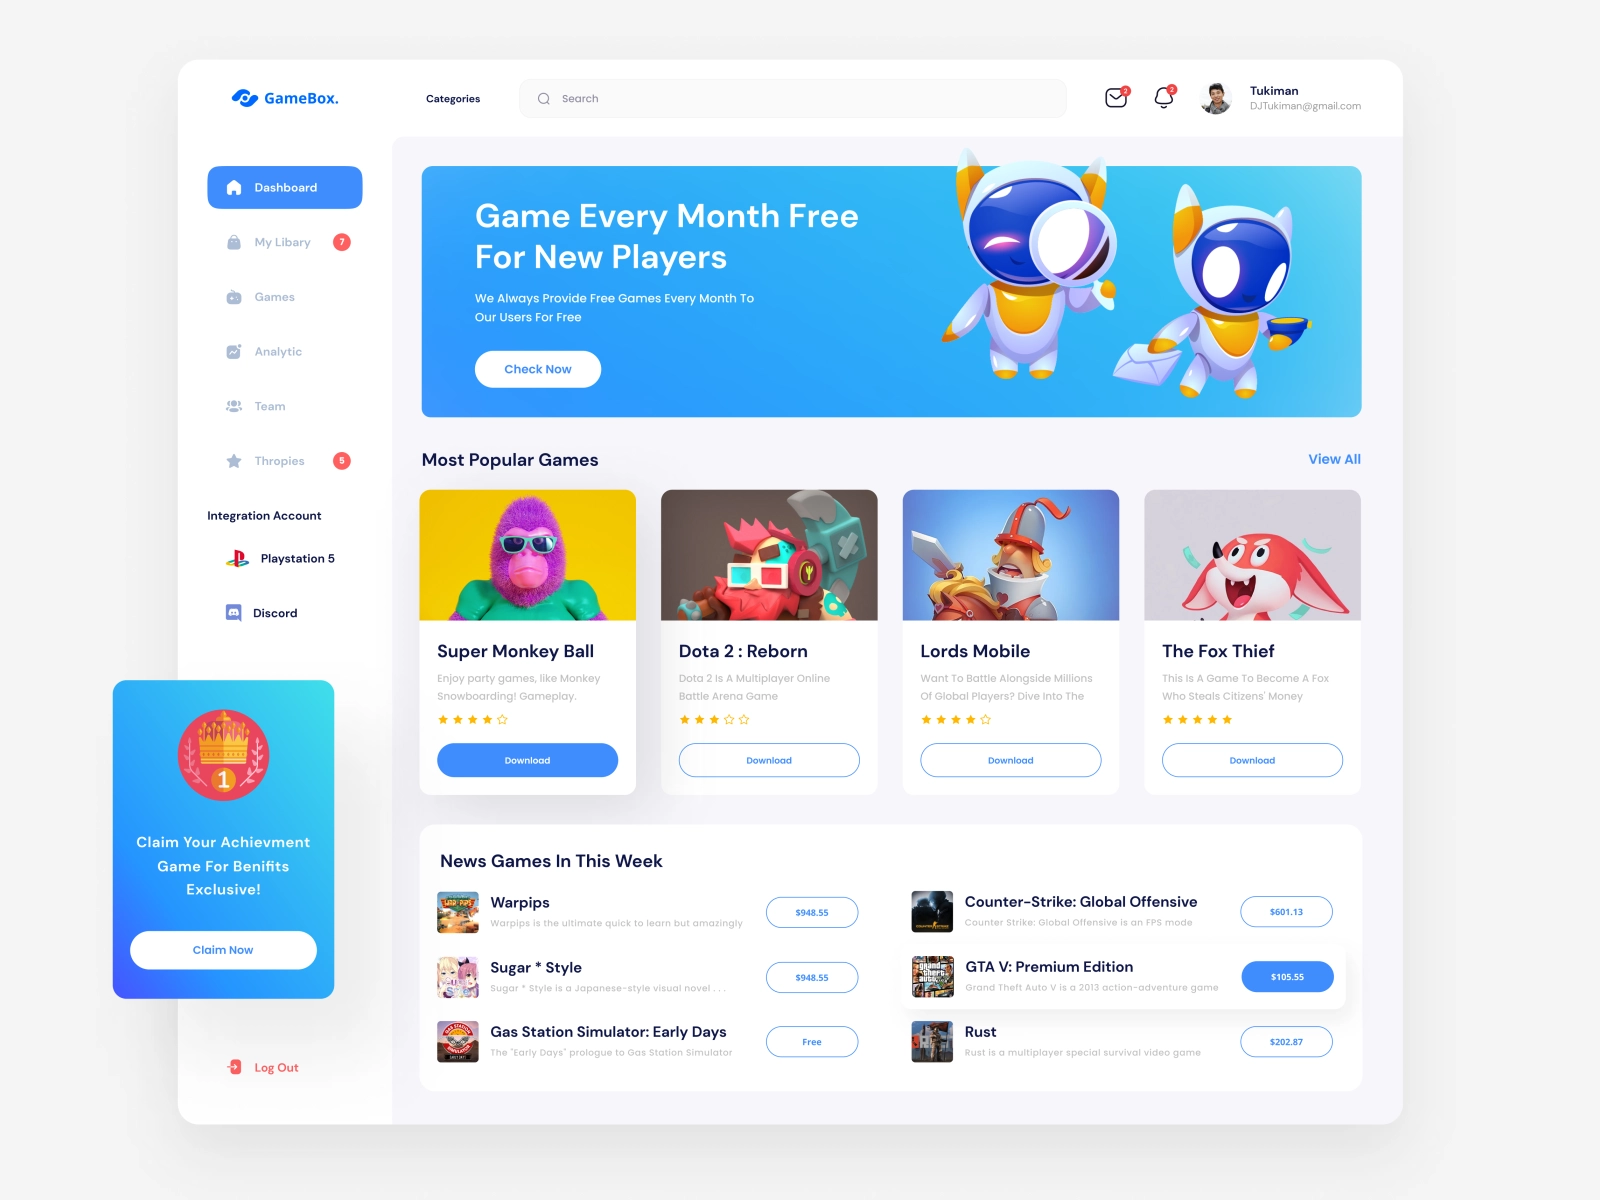 GameBox.
Categories
Search
2
2
Tukiman
DJTukiman@gmail.com
Dashboard
My Libary
7
Games
Analytic
Team
Thropies
5
Integration Account
Playstation 5
Discord
1
Claim Your Achievment
Game For Benifits
Exclusive!
Claim Now
Log Out
Game Every Month Free
For New Players
We Always Provide Free Games Every Month To
Our Users For Free
Check Now
Most Popular Games
View All
Super Monkey Ball
Enjoy party games, like Monkey
Snowboarding! Gameplay.
Download
Dota 2 : Reborn
Dota 2 Is A Multiplayer Online
Battle Arena Game
Download
Lords Mobile
Want To Battle Alongside Millions
Of Global Players? Dive Into The
Download
The Fox Thief
This Is A Game To Become A Fox
Who Steals Citizens' Money
Download
News Games In This Week
Warpips
Warpips is the ultimate quick to learn but amazingly
$948.55
Sugar * Style
Sugar * Style is a Japanese-style visual novel . . .
$948.55
GAS STATION
SIMULATOR
Gas Station Simulator: Early Days
The "Early Days" prologue to Gas Station Simulator
Free
Counter-Strike: Global Offensive
Counter Strike: Global Offensive is an FPS mode
$601.13
grand
theft
auto
GTA V: Premium Edition
Grand Theft Auto V is a 2013 action-adventure game
$105.55
Rust
Rust is a multiplayer special survival video game
$202.87